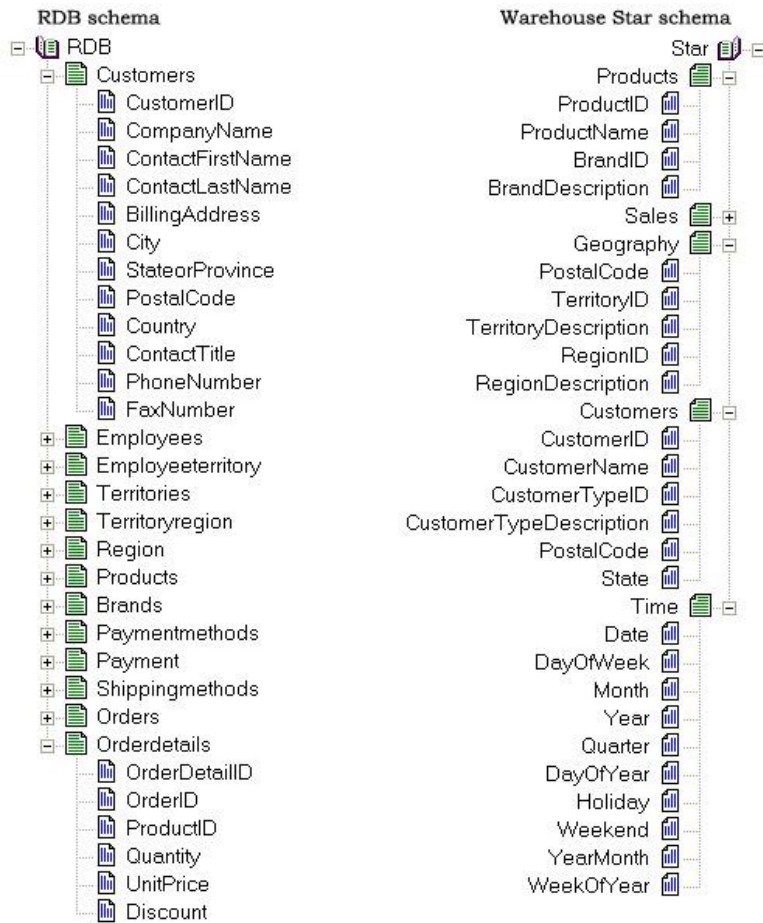 RDB schema
RDB
Customers
CustomerID
CompanyName
ContactFirstName
ContactLastName
BillingAddress
City
StateorProvince
PostalCode
Country
ContactTitle
PhoneNumber
FaxNumber
Employees
Employeeterritory
Territories
Territoryregion
Region
Products
Brands
Paymentmethods
Payment
Shippingmethods
Orders
Orderdetails
OrderDetailID
OrderID
ProductID
Quantity
UnitPrice
Discount
Warehouse Star schema
Star
Products
ProductID
ProductName
BrandID
BrandDescription
Sales
Geography
PostalCode
TerritoryID
TerritoryDescription
RegionID
RegionDescription
Customers
CustomerID
CustomerName
CustomerTypeID
CustomerTypeDescription
PostalCode
State
Time
Date
DayOfWeek
Month
Year
Quarter
DayOfYear
Holiday
Weekend
YearMonth
WeekOfYear